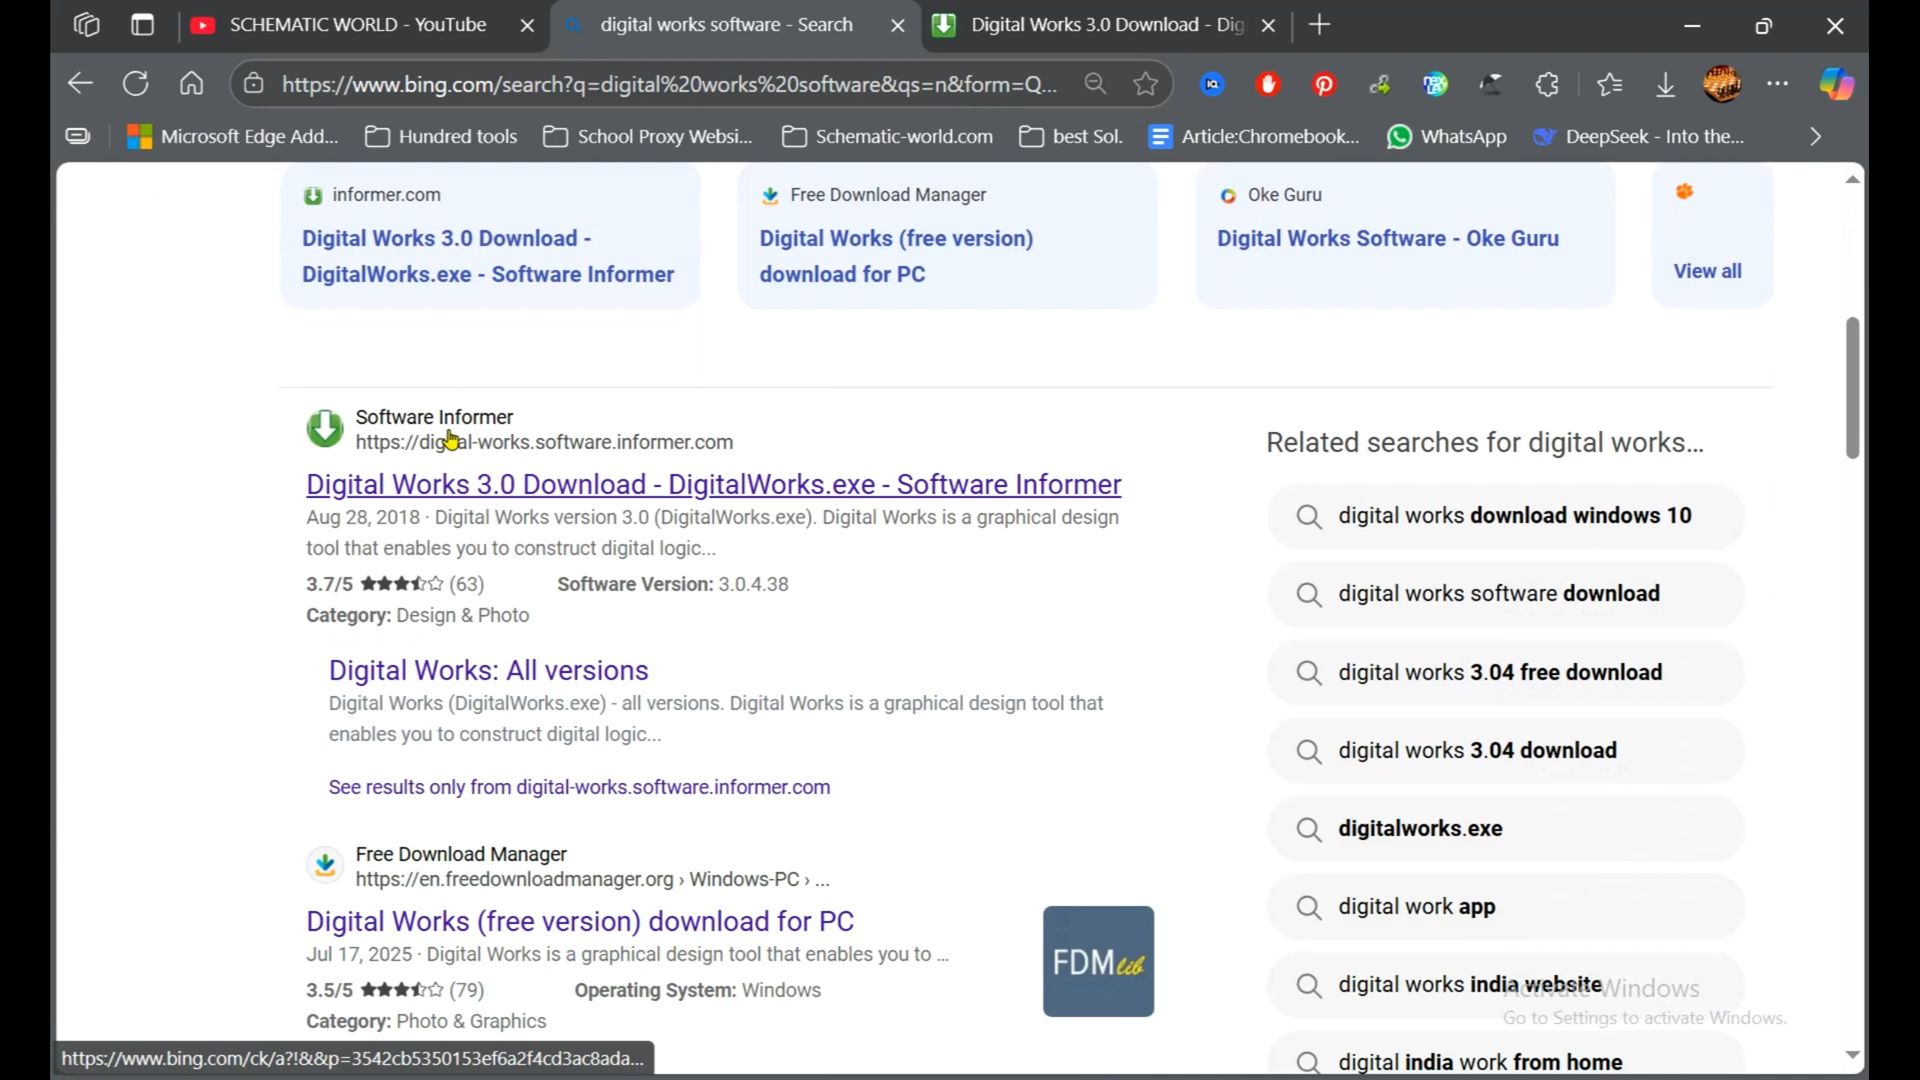 SCHEMATIC WORLD - YouTube
digital works software - Search
Digital Works 3.0 Download - Dig
https://www.bing.com/search?q=digital%20works%20software&qs=n&form=Q...
Microsoft Edge Add...
Hundred tools
School Proxy Websi...
Schematic-world.com
best Sol.
Article:Chromebook...
WhatsApp
DeepSeek - Into the...
informer.com
Digital Works 3.0 Download -
DigitalWorks.exe - Software Informer
Free Download Manager
Digital Works (free version)
download for PC
Oke Guru
Digital Works Software - Oke Guru
View all
Software Informer
https://digital-works.software.informer.com
Digital Works 3.0 Download - DigitalWorks.exe - Software Informer
Aug 28, 2018 · Digital Works version 3.0 (DigitalWorks.exe). Digital Works is a graphical design
tool that enables you to construct digital logic...
3.7/5 (63) Software Version: 3.0.4.38
Category: Design & Photo
Digital Works: All versions
Digital Works (DigitalWorks.exe) - all versions. Digital Works is a graphical design tool that
enables you to construct digital logic...
See results only from digital-works.software.informer.com
Free Download Manager
https://en.freedownloadmanager.org › Windows-PC › ...
Digital Works (free version) download for PC
Jul 17, 2025 · Digital Works is a graphical design tool that enables you to ...
3.5/5 (79) Operating System: Windows
Category: Photo & Graphics
FDMlib
Related searches for digital works...
digital works download windows 10
digital works software download
digital works 3.04 free download
digital works 3.04 download
digitalworks.exe
digital work app
digital works india website
digital india work from home
Activate Windows
Go to Settings to activate Windows.
https://www.bing.com/ck/a?!&&p=3542cb5350153ef6a2f4cd3ac8ada...